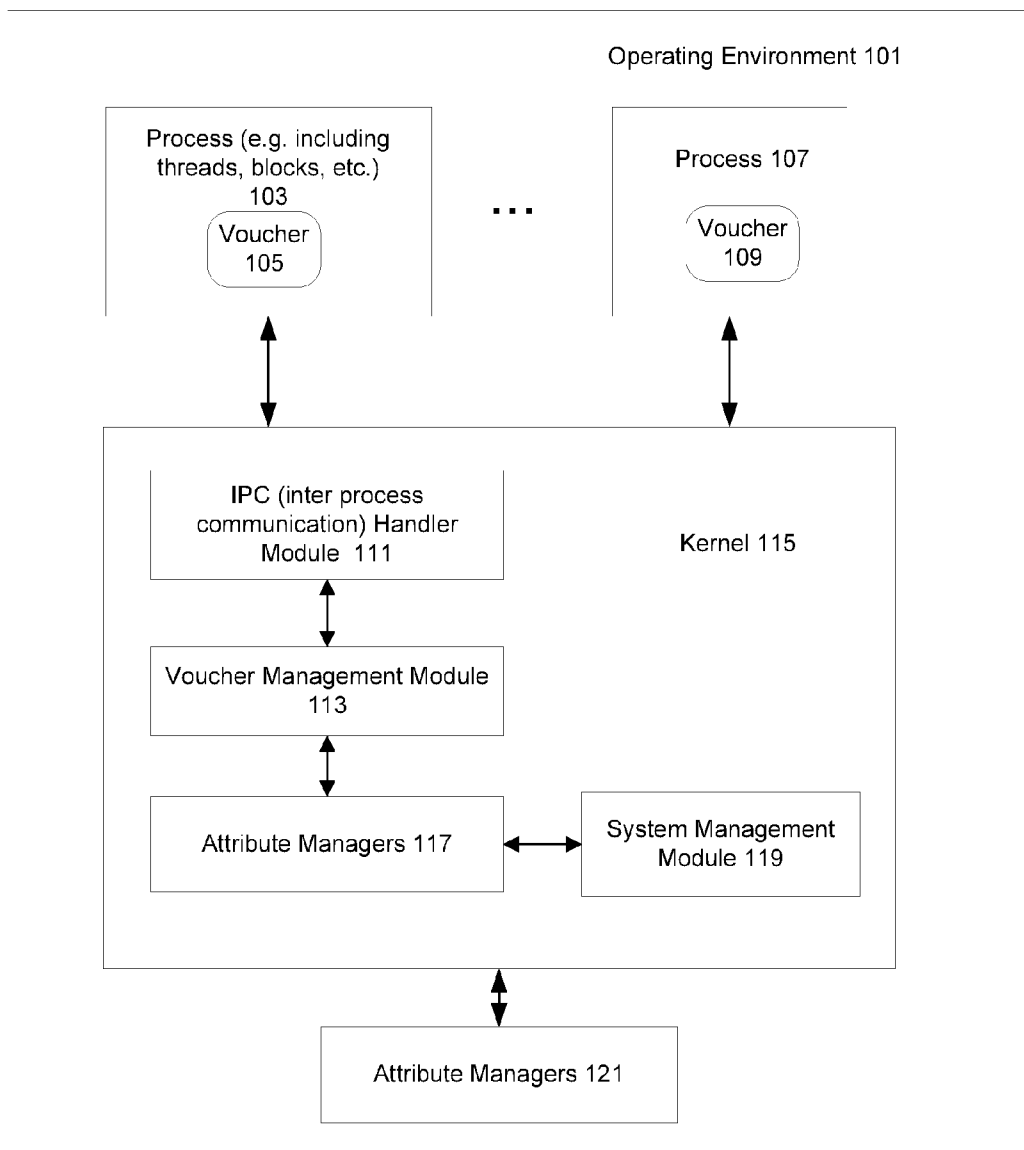 Operating Environment 101
Process (e.g. including
threads, blocks, etc.)
103
Voucher
105
...
Process 107
Voucher
109
IPC (inter process
communication) Handler
Module 111
Kernel 115
Voucher Management Module
113
Attribute Managers 117
System Management
Module 119
Attribute Managers 121